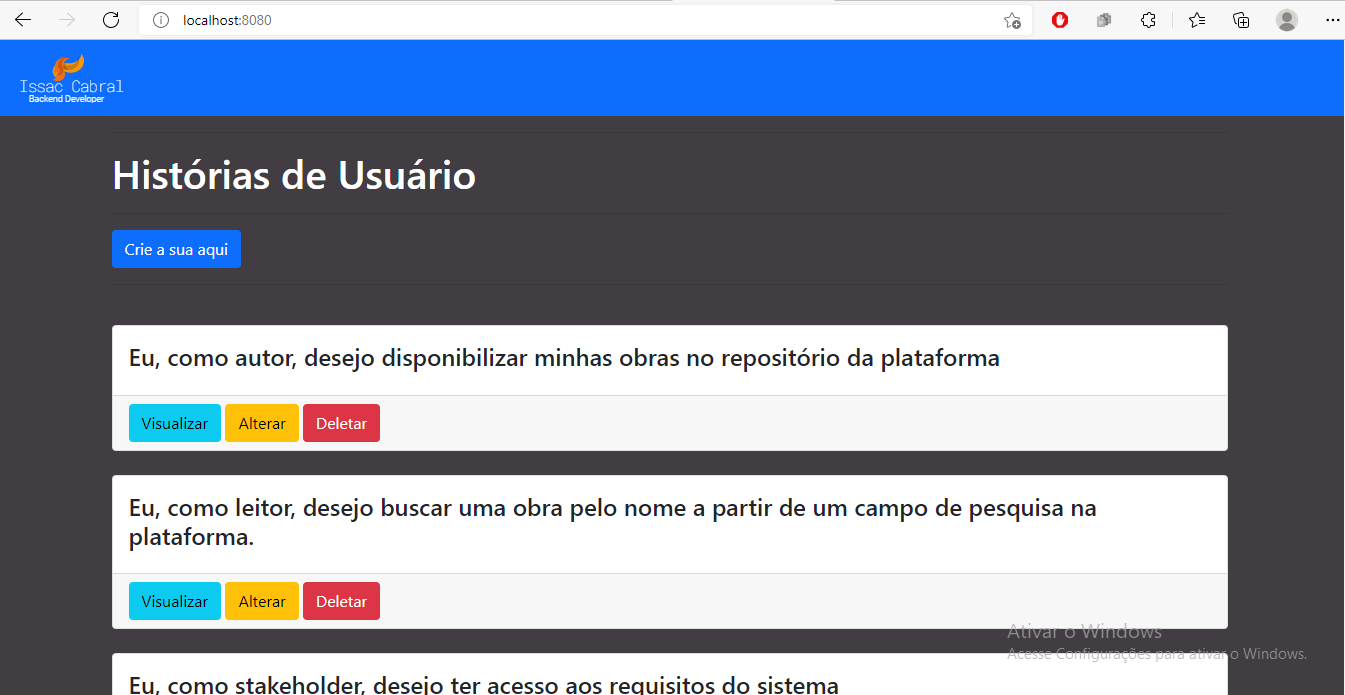 localhost:8080
Issac Cabral
Backend Developer
Histórias de Usuário
Crie a sua aqui
Eu, como autor, desejo disponibilizar minhas obras no repositório da plataforma
Visualizar Alterar Deletar
Eu, como leitor, desejo buscar uma obra pelo nome a partir de um campo de pesquisa na
plataforma.
Visualizar Alterar Deletar
Ativar o Windows
Acesse Configurações para ativar o Windows.
Eu, como stakeholder, desejo ter acesso aos requisitos do sistema